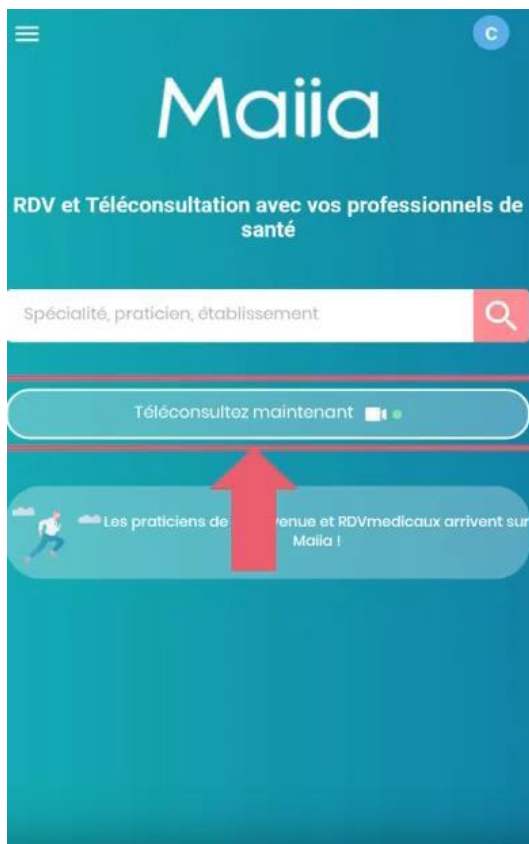 C
Maiia
RDV et Téléconsultation avec vos professionnels de
santé
Spécialité, praticien, établissement
Téléconsultez maintenant
Les praticiens de venue et RDVmedicaux arrivent sur
Maiia !